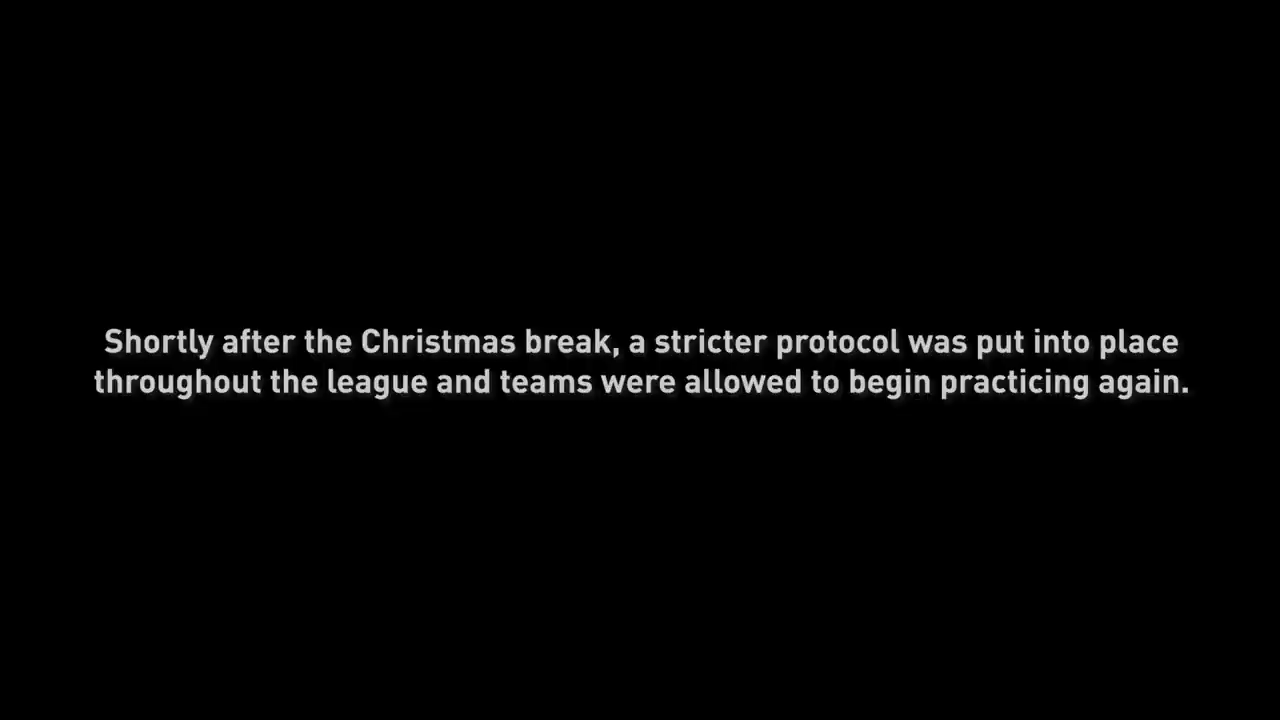 Shortly after the Christmas break, a stricter protocol was put into place
throughout the league and teams were allowed to begin practicing again.